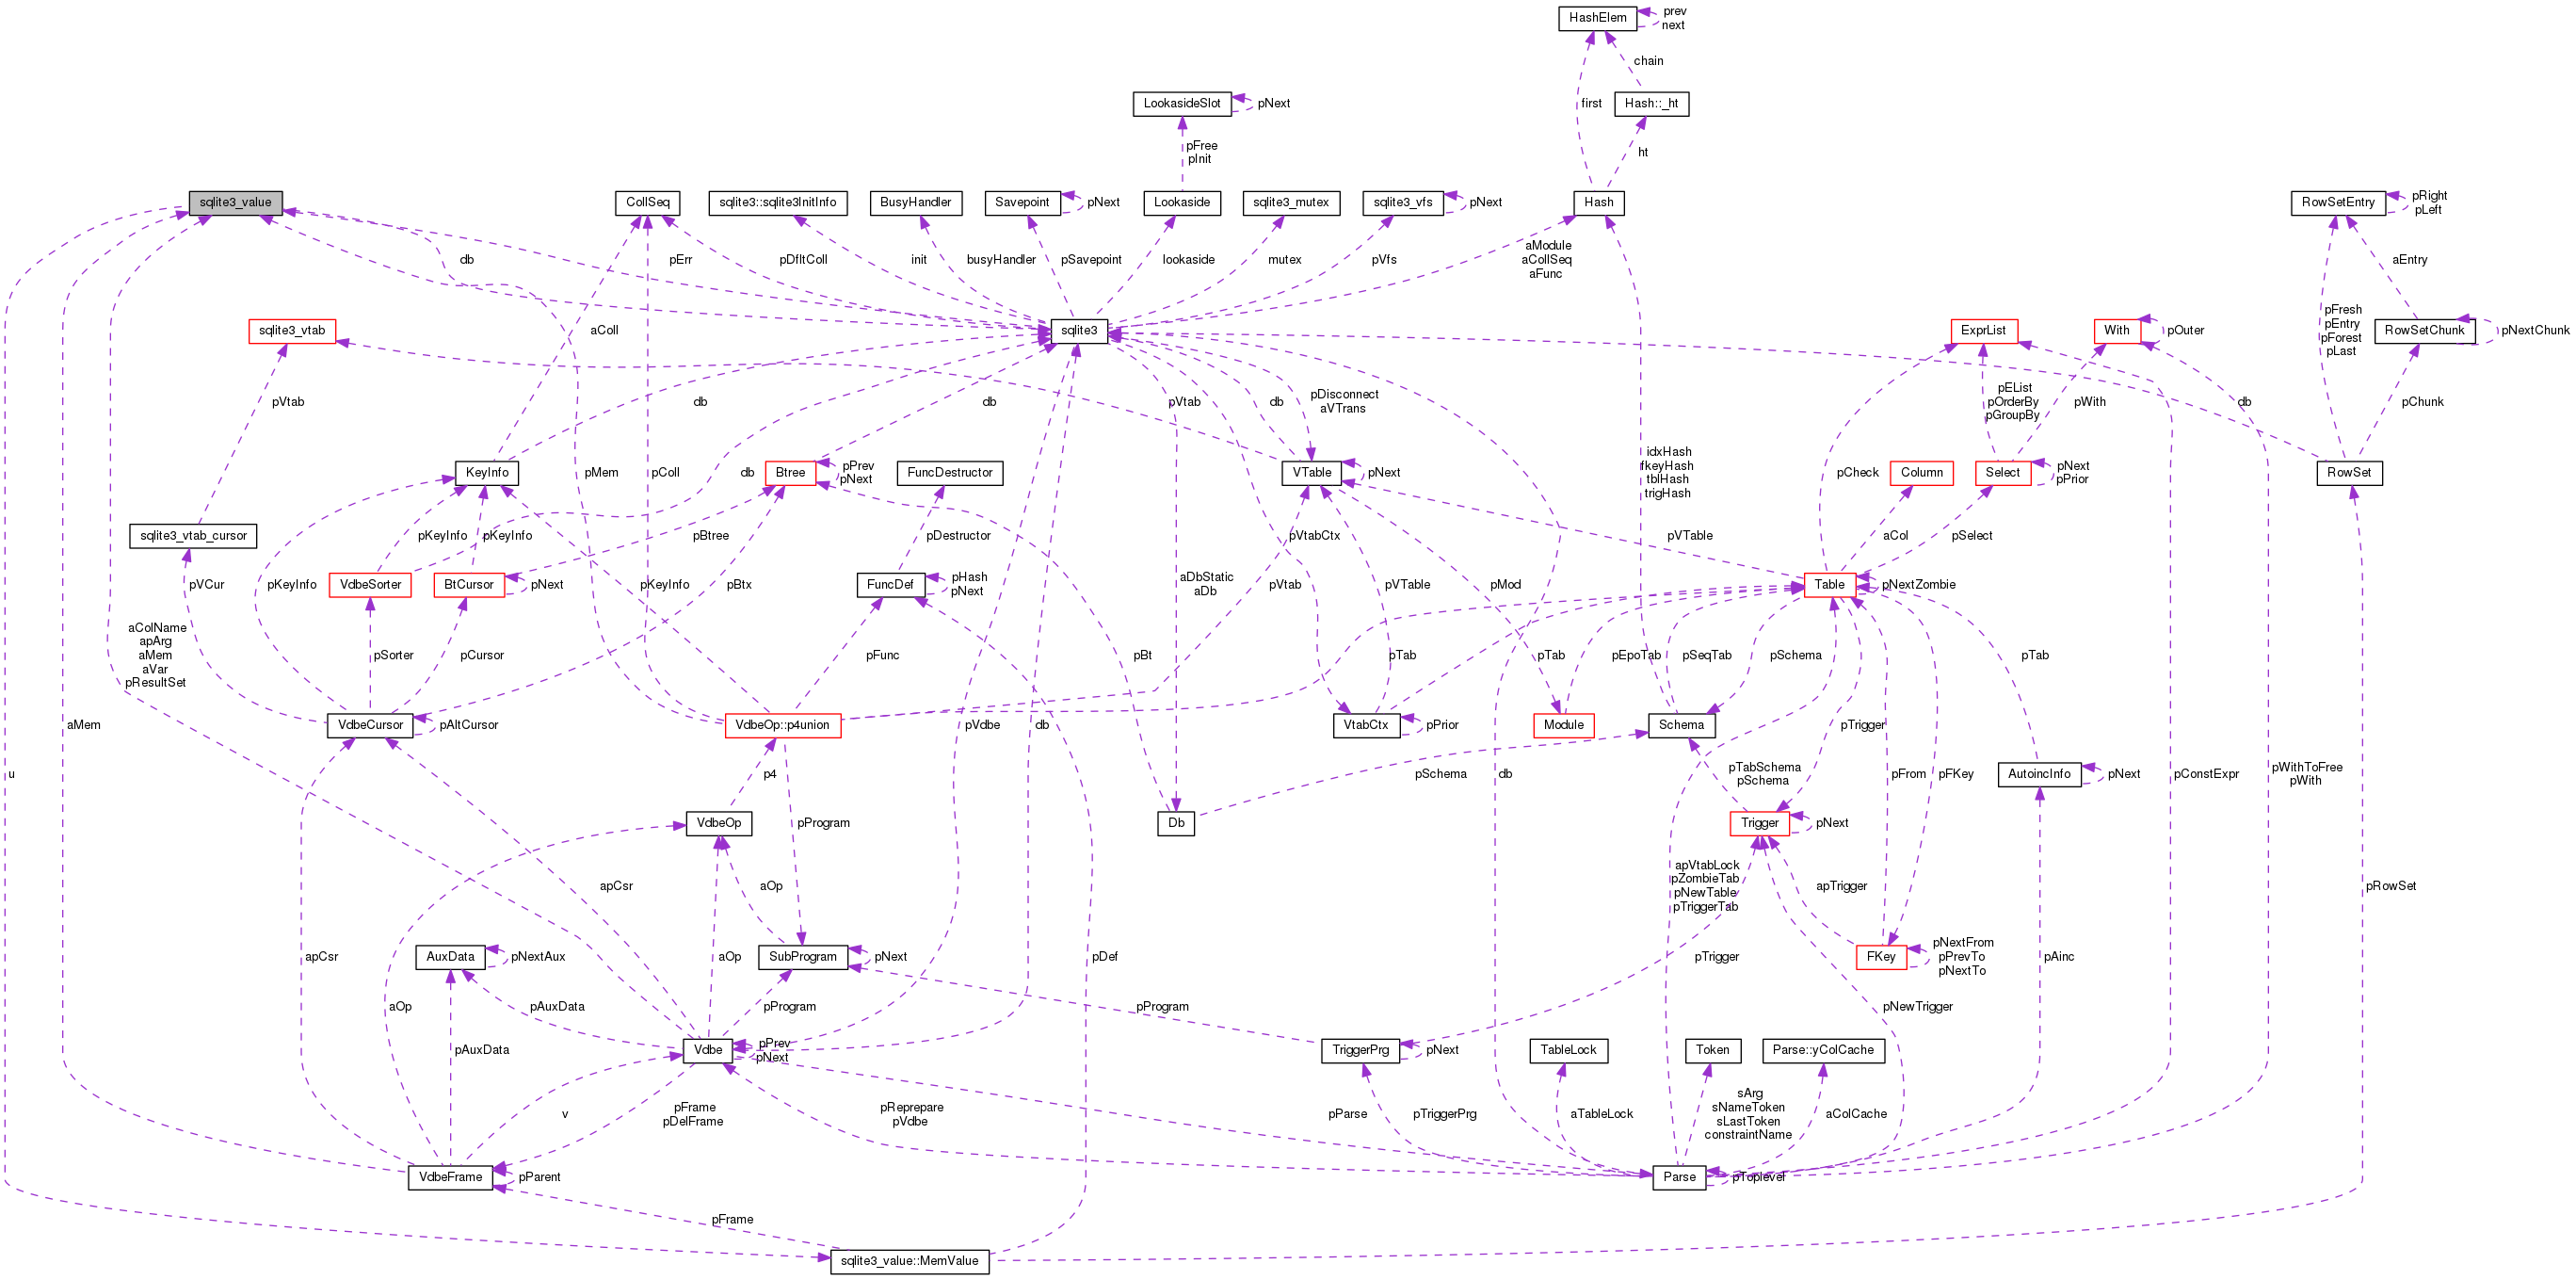 HashElem
prev
next
chain
LookasideSlot
pNext
first
Hash::_ht
pFree
pInit
ht
sqlite3_value
CollSeq
sqlite3::sqlite3InitInfo
BusyHandler
Savepoint
pNext
Lookaside
sqlite3_mutex
sqlite3_vfs
pNext
Hash
RowSetEntry
pRight
pLeft
db
pErr
pDfltColl
init
busyHandler
pSavepoint
lookaside
mutex
pVfs
aModule
aCollSeq
aFunc
aEntry
sqlite3_vtab
aColl
sqlite3
ExprList
With
pOuter
pFresh
pEntry
pForest
pLast
RowSetChunk
pNextChunk
pVtab
db
db
pVtab
db
pDisconnect
aVTrans
pEList
pOrderBy
pGroupBy
pWith
db
pChunk
KeyInfo
pMem
pColl
db
Btree
pPrev
pNext
FuncDestructor
VTable
pNext
idxHash
fkeyHash
tblHash
trigHash
pCheck
Column
Select
pNext
pPrior
RowSet
sqlite3_vtab_cursor
pKeyInfo
pKeyInfo
pBtree
pDestructor
pVtabCtx
pVTable
aCol
pSelect
pVCur
pKeyInfo
VdbeSorter
BtCursor
pNext
pBtx
pKeyInfo
FuncDef
pHash
pNext
aDbStatic
aDb
pVtab
pVTable
pMod
Table
pNextZombie
aColName
apArg
aMem
aVar
pResultSet
pSorter
pCursor
pFunc
pBt
pTab
pTab
pEpoTab
pSeqTab
pSchema
pTab
aMem
VdbeCursor
pAltCursor
VdbeOp::p4union
pVdbe
db
VtabCtx
pPrior
Module
Schema
pTrigger
u
p4
pSchema
db
pTabSchema
pSchema
pFrom
pFKey
AutoincInfo
pNext
pConstExpr
pWithToFree
pWith
VdbeOp
pProgram
Db
Trigger
pNext
apCsr
aOp
apVtabLock
pZombieTab
pNewTable
pTriggerTab
apTrigger
pRowSet
apCsr
AuxData
pNextAux
aOp
SubProgram
pNext
pDef
pTrigger
FKey
pNextFrom
pPrevTo
pNextTo
pAinc
aOp
pAuxData
pProgram
pProgram
pNewTrigger
pAuxData
Vdbe
pPrev
pNext
TriggerPrg
pNext
TableLock
Token
Parse::yColCache
v
pFrame
pDelFrame
pReprepare
pVdbe
pParse
pTriggerPrg
aTableLock
sArg
sNameToken
sLastToken
constraintName
aColCache
VdbeFrame
pParent
Parse
pToplevel
pFrame
sqlite3_value::MemValue